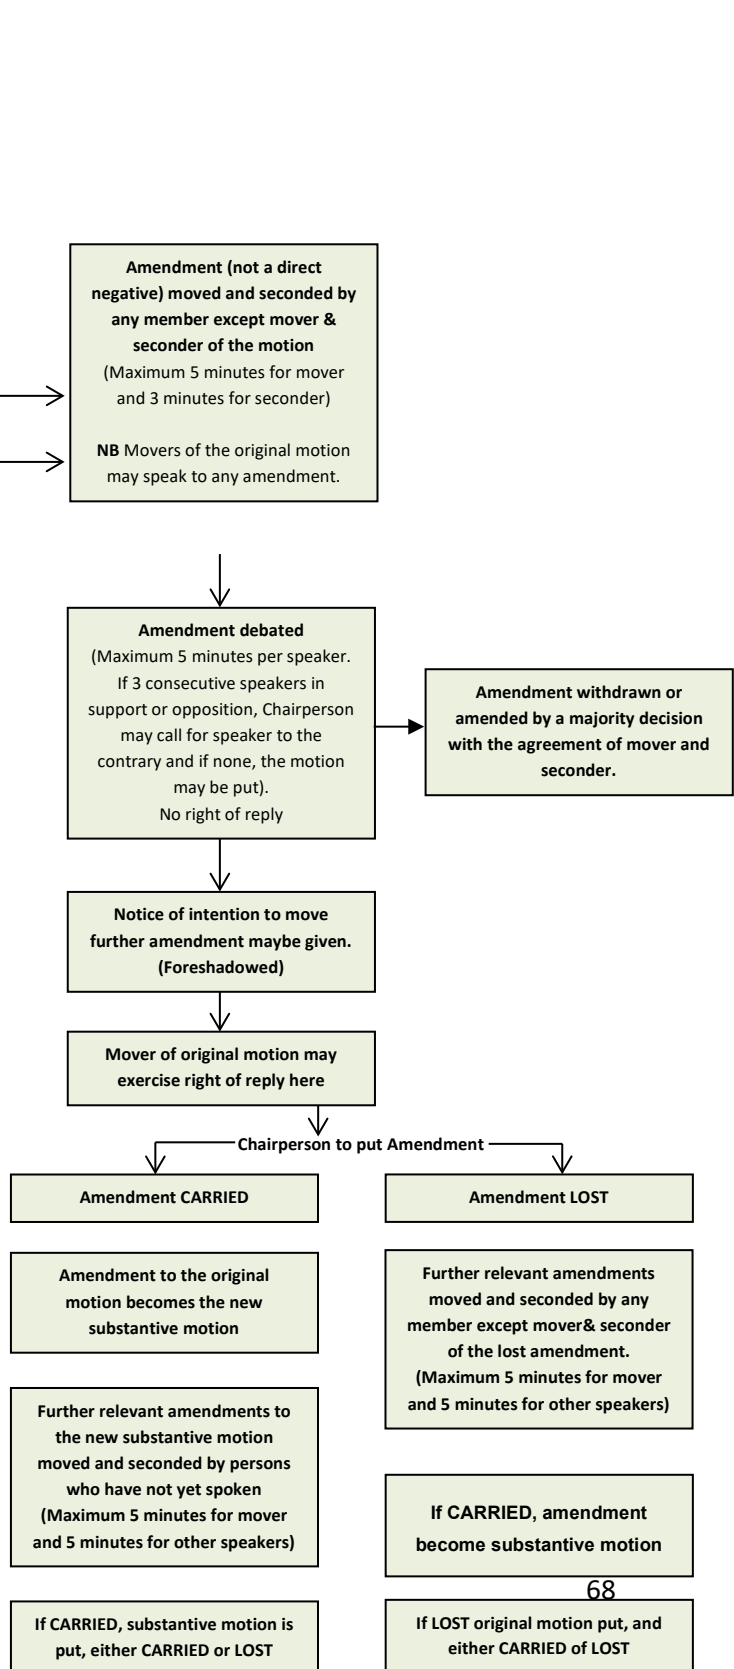 Amendment (not a direct
negative) moved and seconded by
any member except mover &
seconder of the motion
(Maximum 5 minutes for mover
and 3 minutes for seconder)
NB Movers of the original motion
may speak to any amendment.
Amendment debated
(Maximum 5 minutes per speaker.
If 3 consecutive speakers in
support or opposition, Chairperson
may call for speaker to the
contrary and if none, the motion
may be put).
No right of reply
Amendment withdrawn or
amended by a majority decision
with the agreement of mover and
seconder.
Notice of intention to move
further amendment maybe given.
(Foreshadowed)
Mover of original motion may
exercise right of reply here
Chairperson to put Amendment
Amendment CARRIED
Amendment to the original
motion becomes the new
substantive motion
Further relevant amendments to
the new substantive motion
moved and seconded by persons
who have not yet spoken
(Maximum 5 minutes for mover
and 5 minutes for other speakers)
If CARRIED, substantive motion is
put, either CARRIED or LOST
Amendment LOST
Further relevant amendments
moved and seconded by any
member except mover& seconder
of the lost amendment.
(Maximum 5 minutes for mover
and 5 minutes for other speakers)
If CARRIED, amendment
become substantive motion
68
If LOST original motion put, and
either CARRIED of LOST